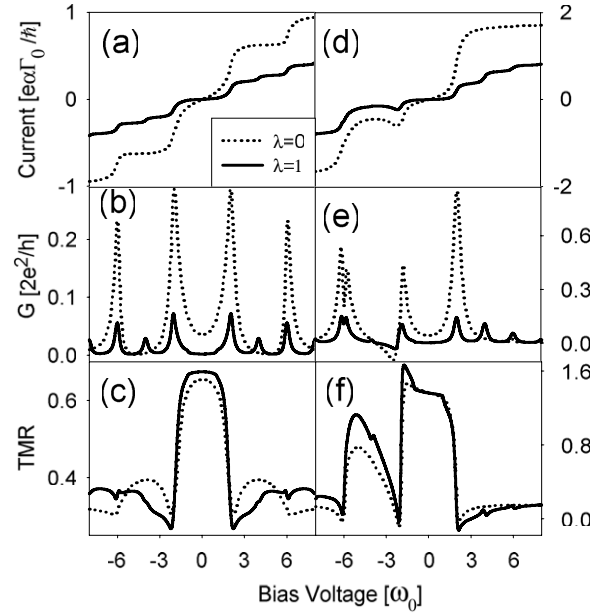 (a)
(d)
Current [eαΓ₀/ħ]
1
0
-1
2
0
-2
λ=0
λ=1
(b)
(e)
G [2e²/h]
0.2
0.1
0.0
0.6
0.3
0.0
(c)
(f)
TMR
0.6
0.4
1.6
0.8
0.0
-6 -3 0 3 6 -6 -3 0 3 6
Bias Voltage [ω₀]